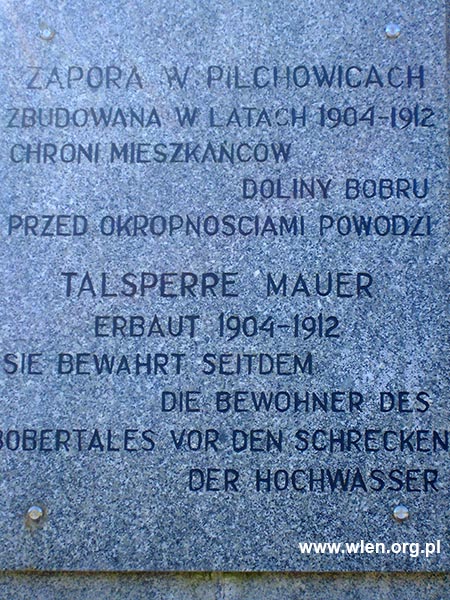 ZAPORA W PILCHOWICACH
ZBUDOWANA W LATACH 1904-1912
CHRONI MIESZKAŃCÓW
DOLINY BOBRU
PRZED OKROPNOSCIAMI POWODZI
TALSPERRE MAUER
ERBAUT 1904-1912
SIE BEWAHRT SEITDEM
DIE BEWOHNER DES
BOBERTALES VOR DEN SCHRECKEN
DER HOCHWASSER
www.wlen.org.pl